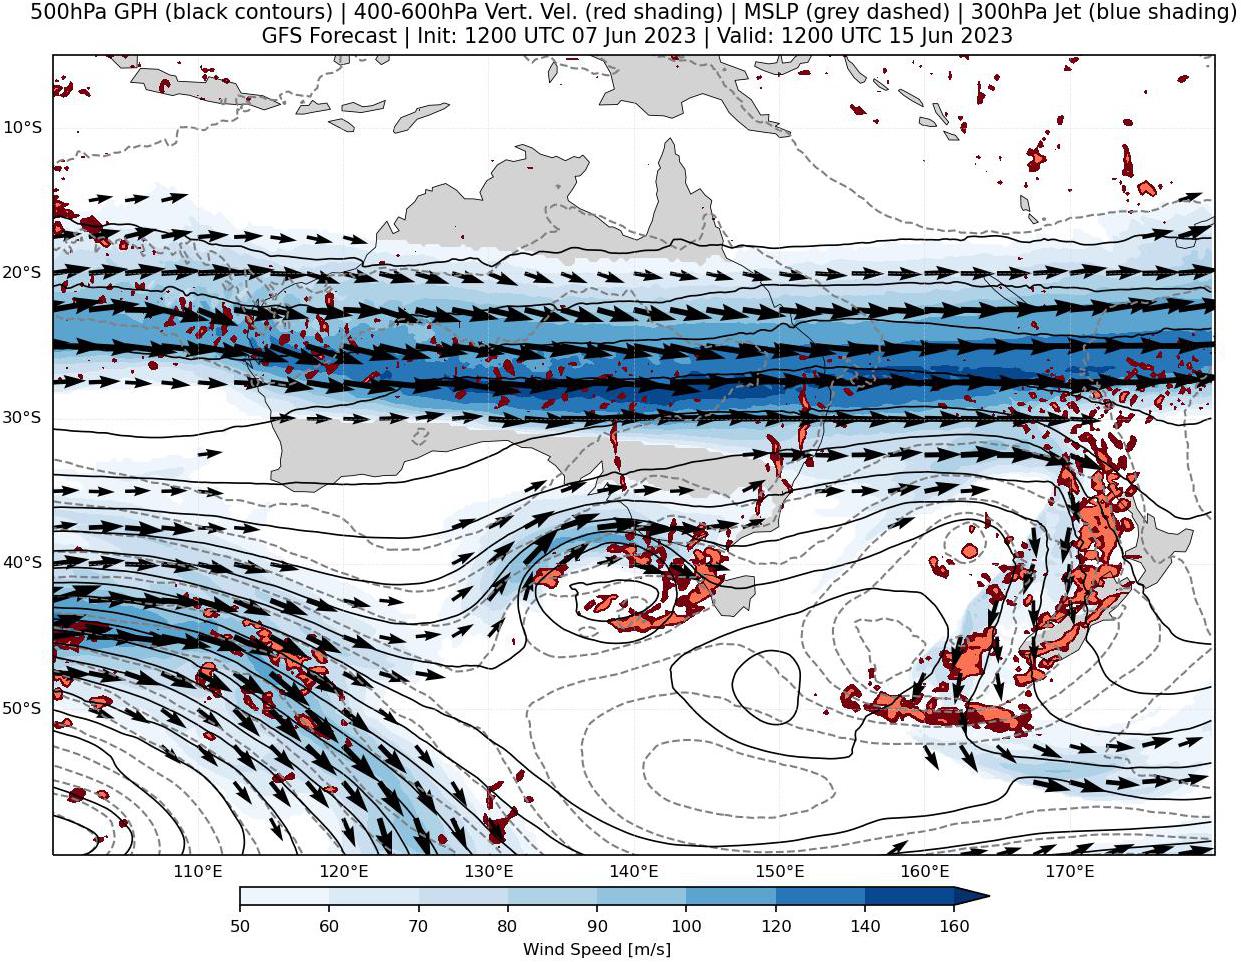 500hPa GPH (black contours) | 400-600hPa Vert. Vel. (red shading) | MSLP (grey dashed) | 300hPa Jet (blue shading)
GFS Forecast | Init: 1200 UTC 07 Jun 2023 | Valid: 1200 UTC 15 Jun 2023
10°S
20°S
30°S
40°S
50°S
110°E 120°E 130°E 140°E 150°E 160°E 170°E
50 60 70 80 90 100 120 140 160
Wind Speed [m/s]